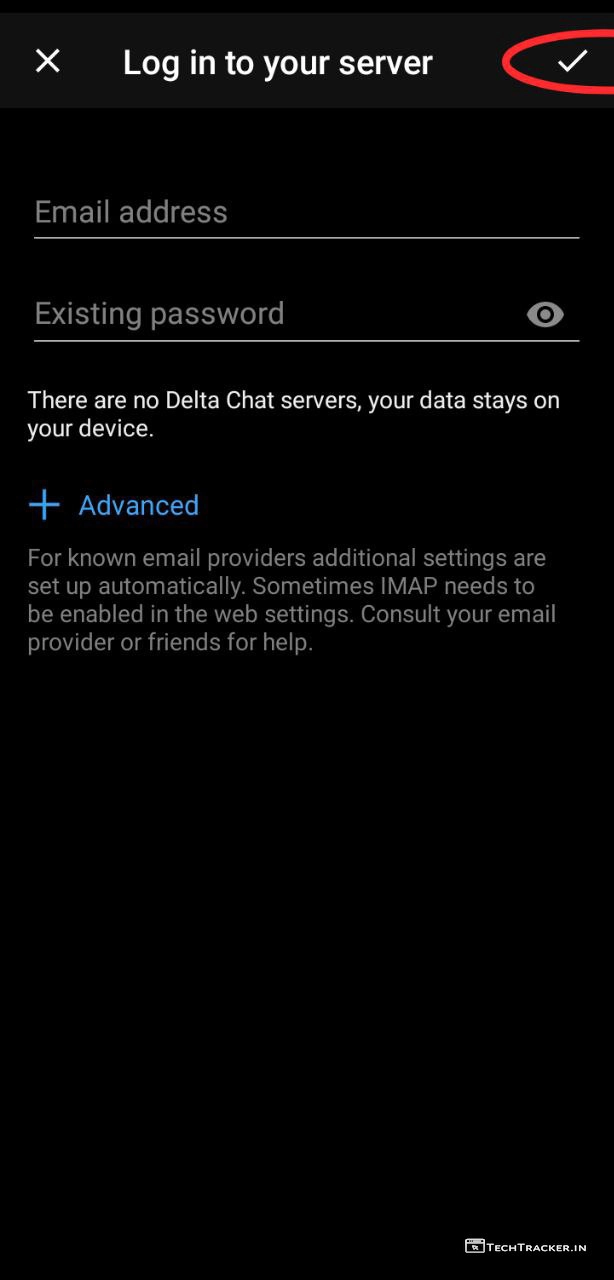 Log in to your server
Email address
Existing password
There are no Delta Chat servers, your data stays on
your device.
Advanced
For known email providers additional settings are
set up automatically. Sometimes IMAP needs to
be enabled in the web settings. Consult your email
provider or friends for help.
TECHTRACKER.IN